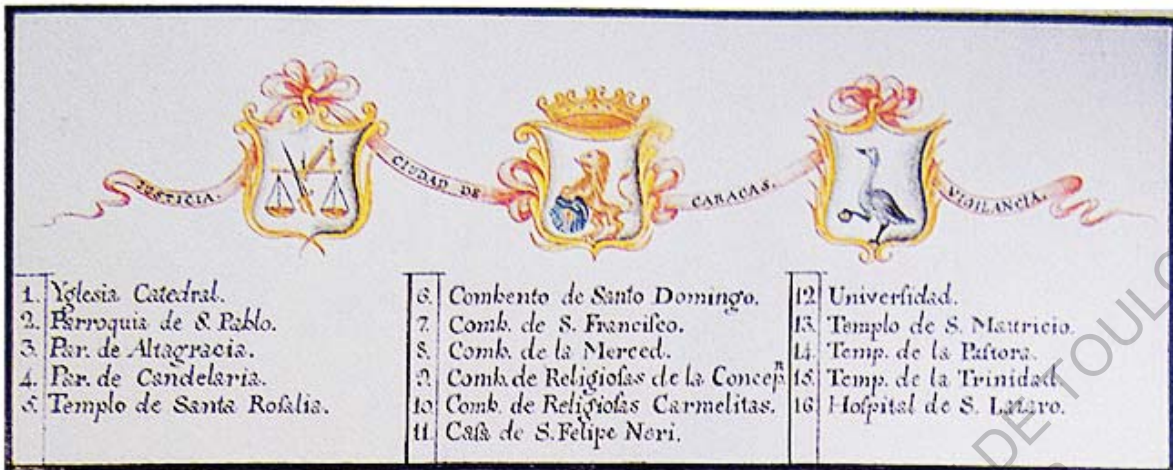 JUSTICIA.
CIUDAD DE
CARACAS.
VIGILANCIA.
1. Yglesia Catedral.
2. Parroquia de S. Pablo.
3. Par. de Altagracia.
4. Par. de Candelaria.
5. Templo de Santa Rosalia.
6. Combento de Santo Domingo.
7. Comb. de S. Francisco.
8. Comb. de la Merced.
9. Comb. de Religiosas de la Concepn
10. Comb. de Religiosas Carmelitas.
11. Casa de S. Felipe Neri.
12 Universidad.
13. Templo de S. Mauricio.
14. Temp. de la Pastora.
15. Temp. de la Trinidad.
16 Hospital de S. Lazaro.
DE TOULO